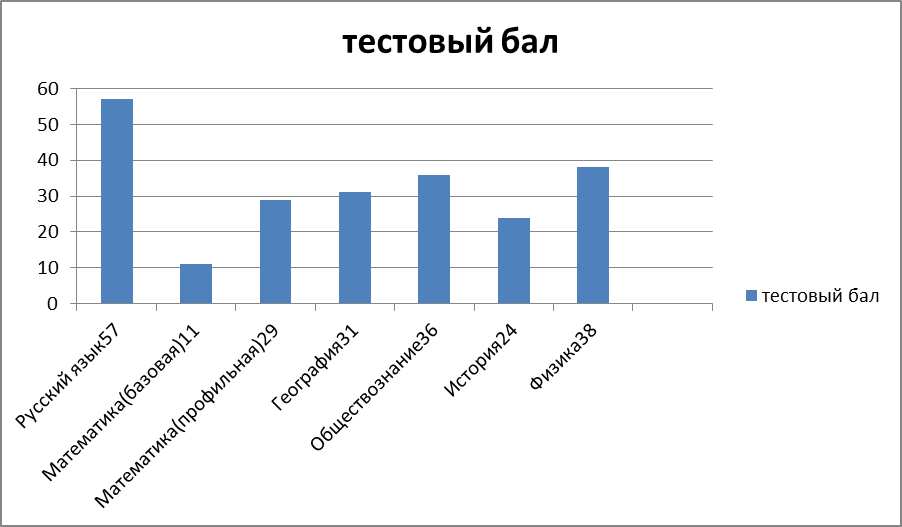 тестовый бал
60
50
40
30
20
10
0
Русский язык57
Математика(базовая)11
Математика(профильная)29
География31
Обществознание36
История24
Физика38
тестовый бал